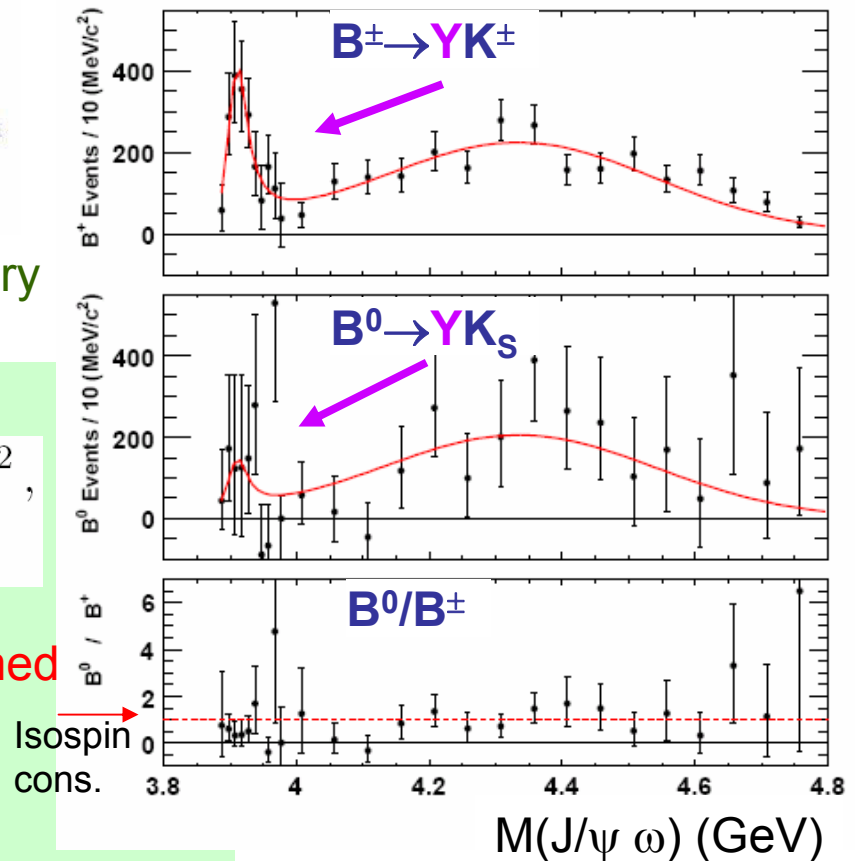 B±→YK±
B⁺ Events / 10 (MeV/c²)
400
200
0
ry
B⁰→YK_S
B⁰ Events / 10 (MeV/c²)
400
200
0
2 ,
B⁰/B±
B⁰ / B⁺
6
4
2
0
ned
Isospin
cons.
3.8 4 4.2 4.4 4.6 4.8
M(J/ψ ω) (GeV)